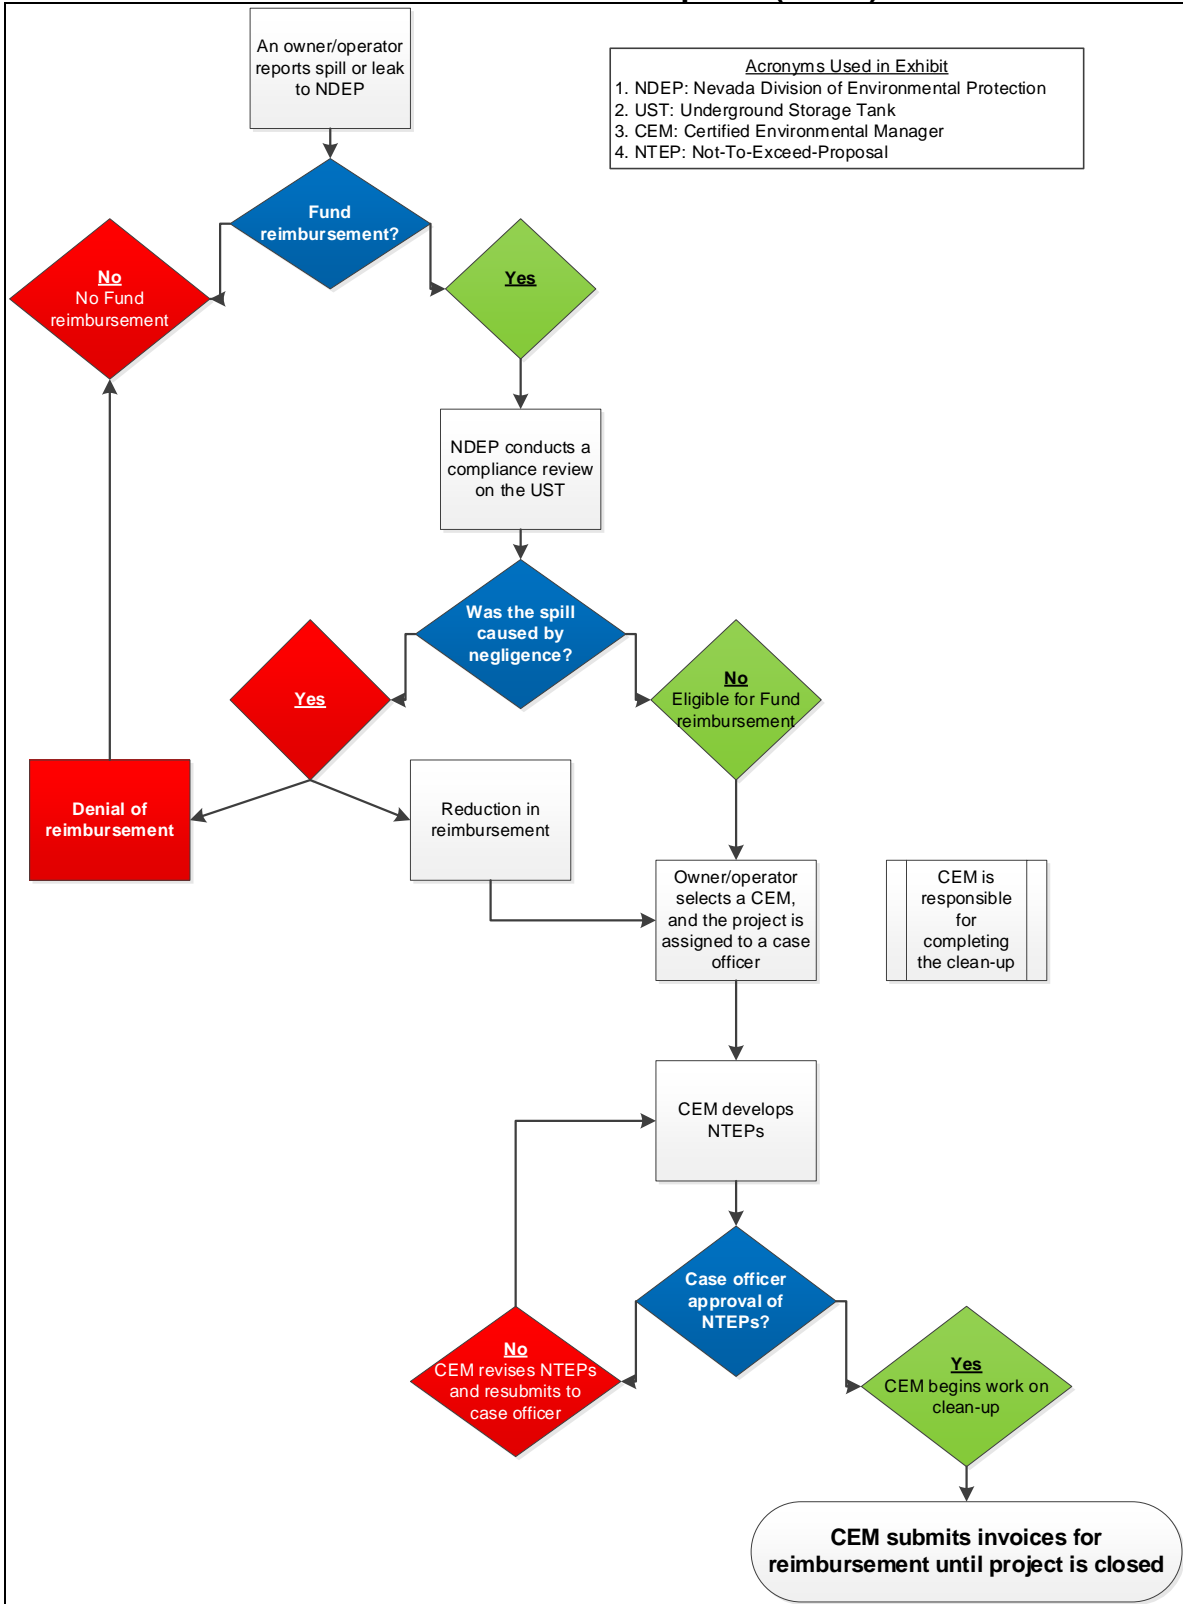 An owner/operator
reports spill or leak
to NDEP
Acronyms Used in Exhibit
1. NDEP: Nevada Division of Environmental Protection
2. UST: Underground Storage Tank
3. CEM: Certified Environmental Manager
4. NTEP: Not-To-Exceed-Proposal
Fund
reimbursement?
No
No Fund
reimbursement
Yes
NDEP conducts a
compliance review
on the UST
Was the spill
caused by
negligence?
Yes
No
Eligible for Fund
reimbursement
Denial of
reimbursement
Reduction in
reimbursement
Owner/operator
selects a CEM,
and the project is
assigned to a case
officer
CEM is
responsible
for
completing
the clean-up
CEM develops
NTEPs
Case officer
approval of
NTEPs?
No
CEM revises NTEPs
and resubmits to
case officer
Yes
CEM begins work on
clean-up
CEM submits invoices for
reimbursement until project is closed